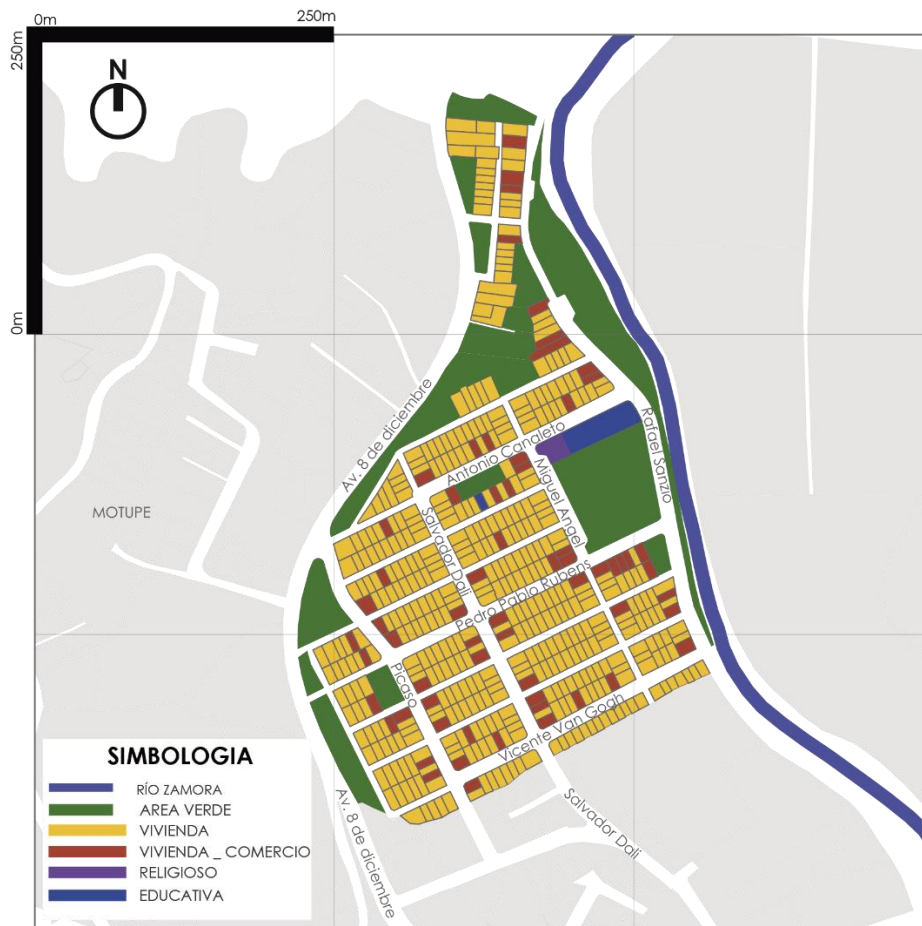 0m
250m
250m
0m
N
Av. 8 de diciembre
Antonio Canaleto
Rafael Sanzio
Miguel Angel
Salvador Dali
MOTUPE
Pedro Pablo Rubens
Picaso
Vicente Van Gogh
Av. 8 de diciembre
Salvador Dali
SIMBOLOGIA
RÍO ZAMORA
AREA VERDE
VIVIENDA
VIVIENDA _ COMERCIO
RELIGIOSO
EDUCATIVA